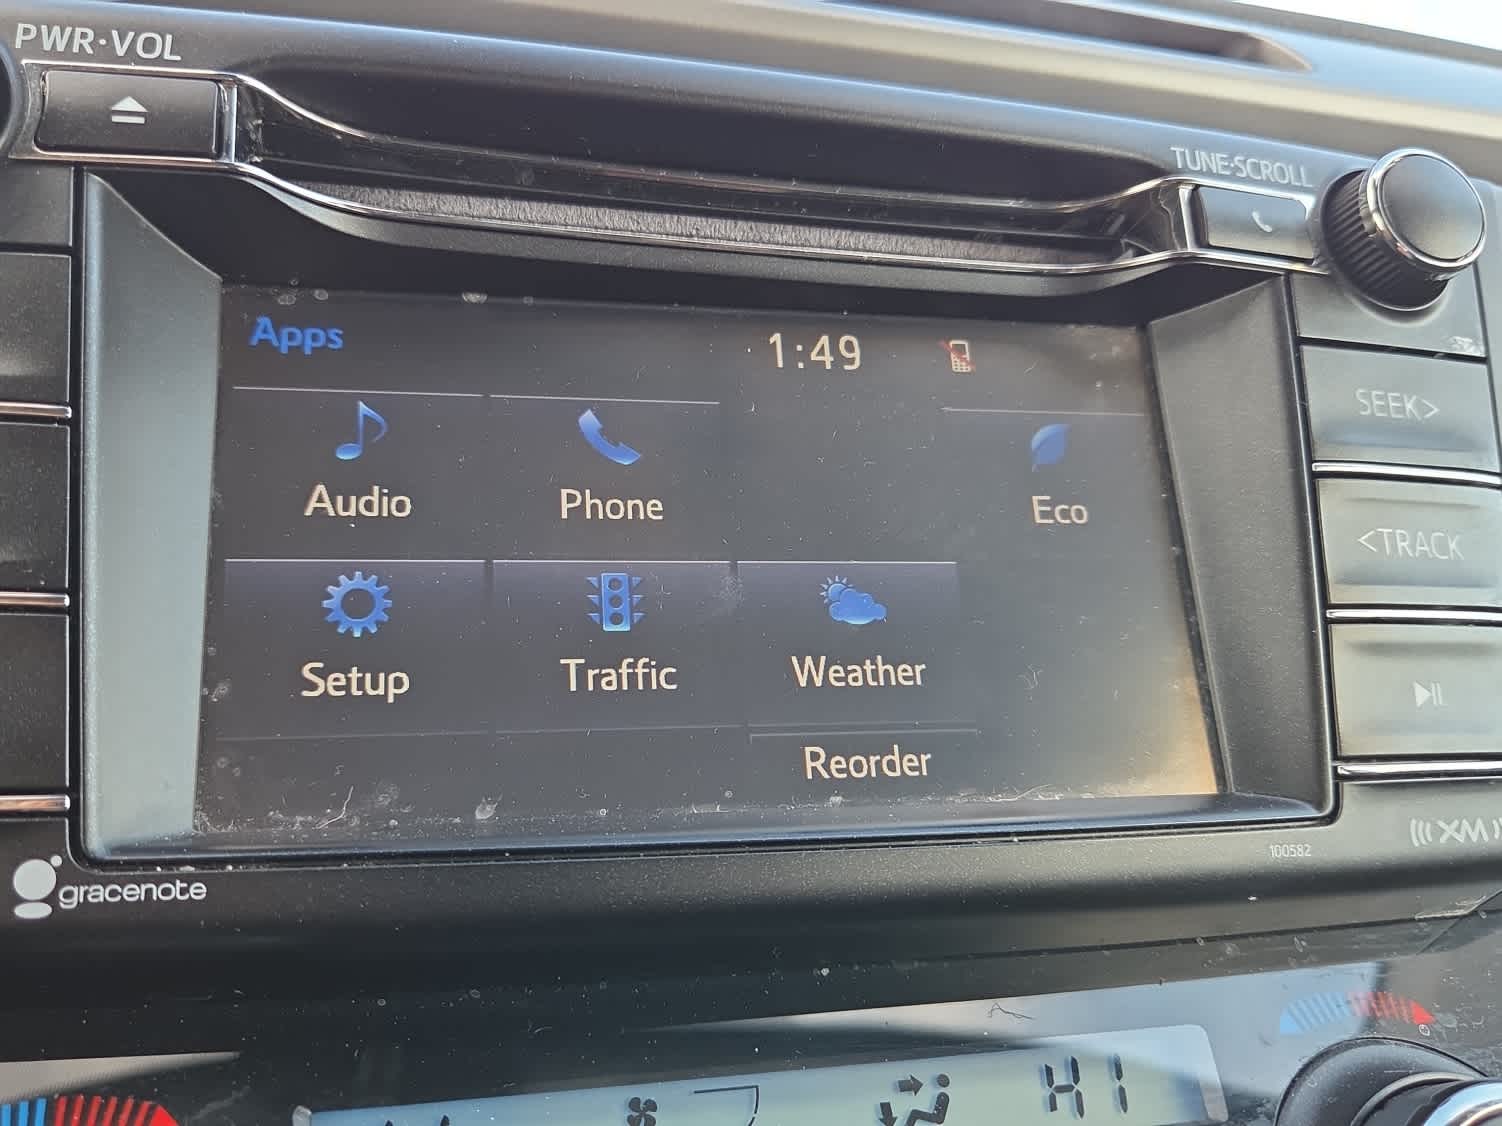 PWR·VOL
TUNE·SCROLL
Apps
1:49
Audio
Phone
Eco
Setup
Traffic
Weather
Reorder
SEEK>
<TRACK
XM
100582
gracenote
HI